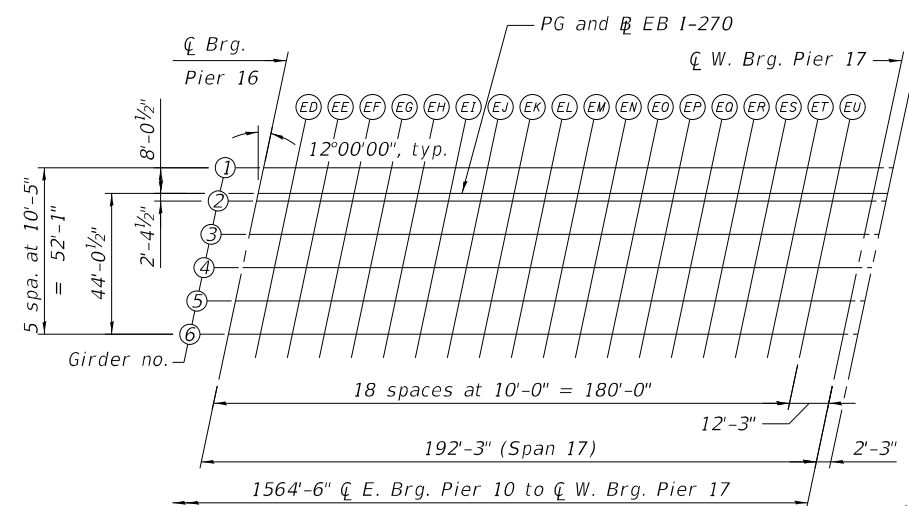 PG and ℞ EB I-270
℄ Brg.
Pier 16
℄ W. Brg. Pier 17
ED EE EF EG EH EI EJ EK EL EM EN EO EP EQ ER ES ET EU
12°00'00", typ.
8'-0½"
2'-4½"
44'-0½"
5 spa. at 10'-5"
= 52'-1"
1
2
3
4
5
6
Girder no.
18 spaces at 10'-0" = 180'-0"
12'-3"
192'-3" (Span 17)
2'-3"
1564'-6" ℄ E. Brg. Pier 10 to ℄ W. Brg. Pier 17